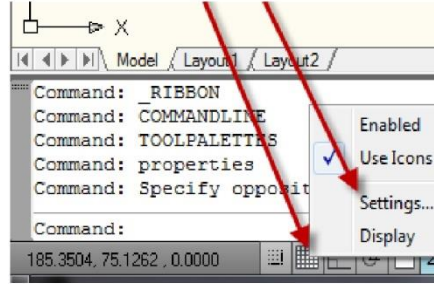 X
Model / Layout1 / Layout2 /
Command: _RIBBON
Command: COMMANDLINE
Command: TOOLPALETTES
Command: properties
Command: Specify opposit
Command:
Enabled
Use Icons
Settings...
Display
185.3504, 75.1262 , 0.0000